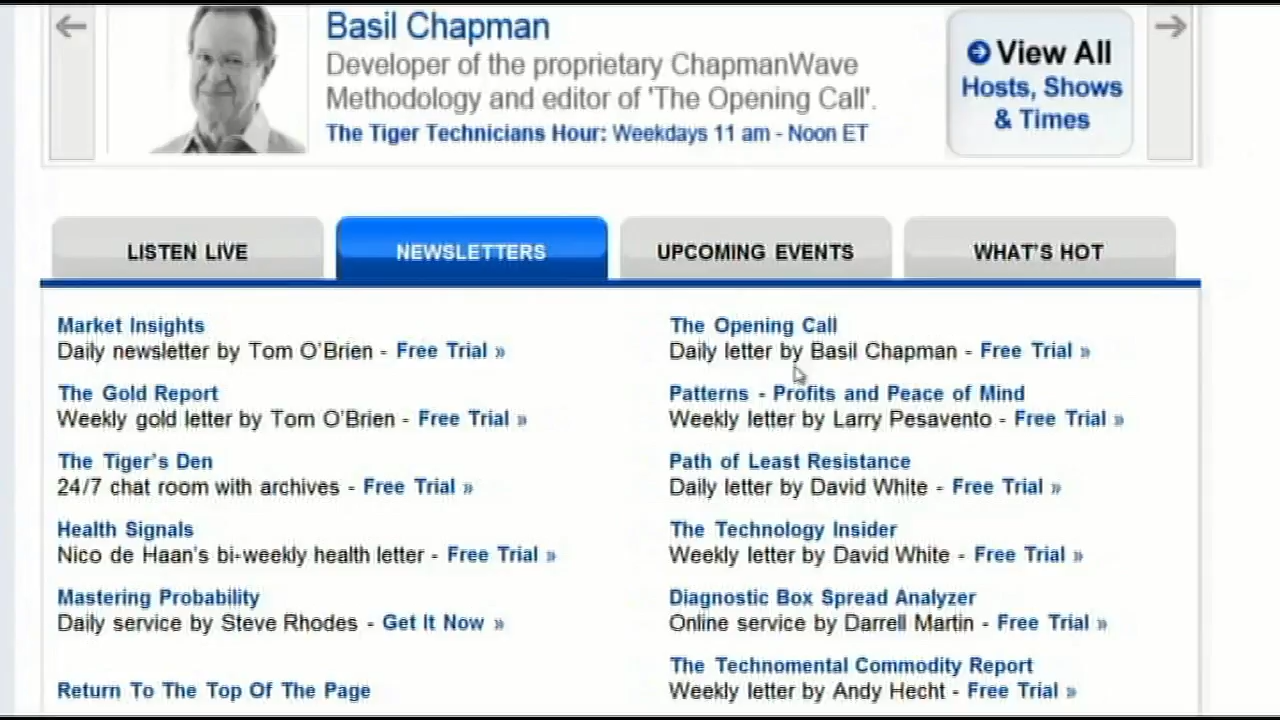 Basil Chapman
Developer of the proprietary ChapmanWave
Methodology and editor of 'The Opening Call'.
The Tiger Technicians Hour: Weekdays 11 am - Noon ET
View All
Hosts, Shows
& Times
LISTEN LIVE
NEWSLETTERS
UPCOMING EVENTS
WHAT'S HOT
Market Insights
Daily newsletter by Tom O'Brien - Free Trial »
The Gold Report
Weekly gold letter by Tom O'Brien - Free Trial »
The Tiger's Den
24/7 chat room with archives - Free Trial »
Health Signals
Nico de Haan's bi-weekly health letter - Free Trial »
Mastering Probability
Daily service by Steve Rhodes - Get It Now »
Return To The Top Of The Page
The Opening Call
Daily letter by Basil Chapman - Free Trial »
Patterns - Profits and Peace of Mind
Weekly letter by Larry Pesavento - Free Trial »
Path of Least Resistance
Daily letter by David White - Free Trial »
The Technology Insider
Weekly letter by David White - Free Trial »
Diagnostic Box Spread Analyzer
Online service by Darrell Martin - Free Trial »
The Technomental Commodity Report
Weekly letter by Andy Hecht - Free Trial »